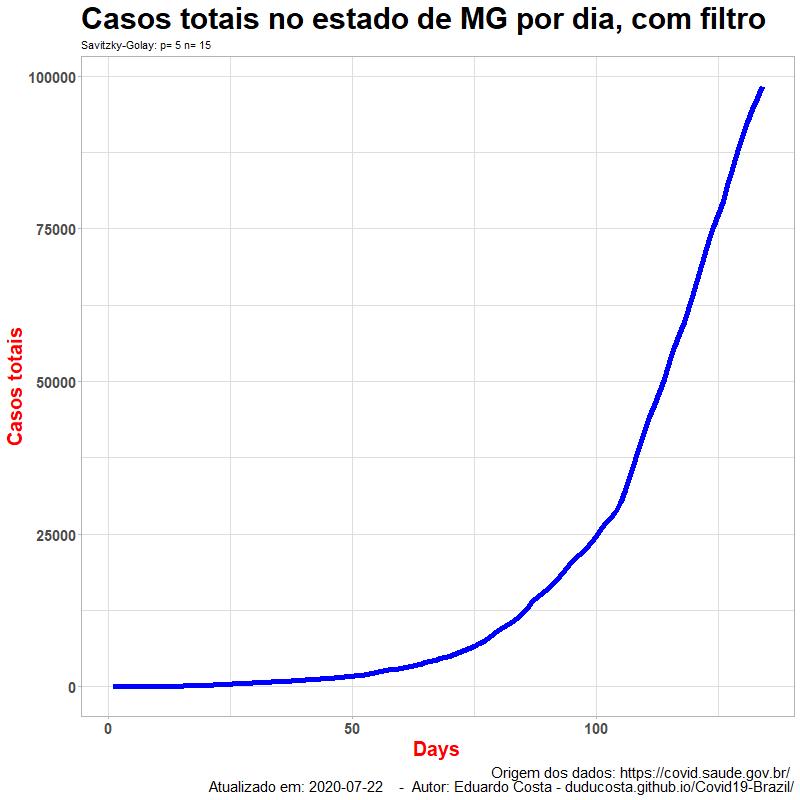 Casos totais no estado de MG por dia, com filtro
Savitzky-Golay: p= 5 n= 15
100000
75000
50000
25000
0
Casos totais
0 50 100
Days
Origem dos dados: https://covid.saude.gov.br/
Atualizado em: 2020-07-22 - Autor: Eduardo Costa - duducosta.github.io/Covid19-Brazil/